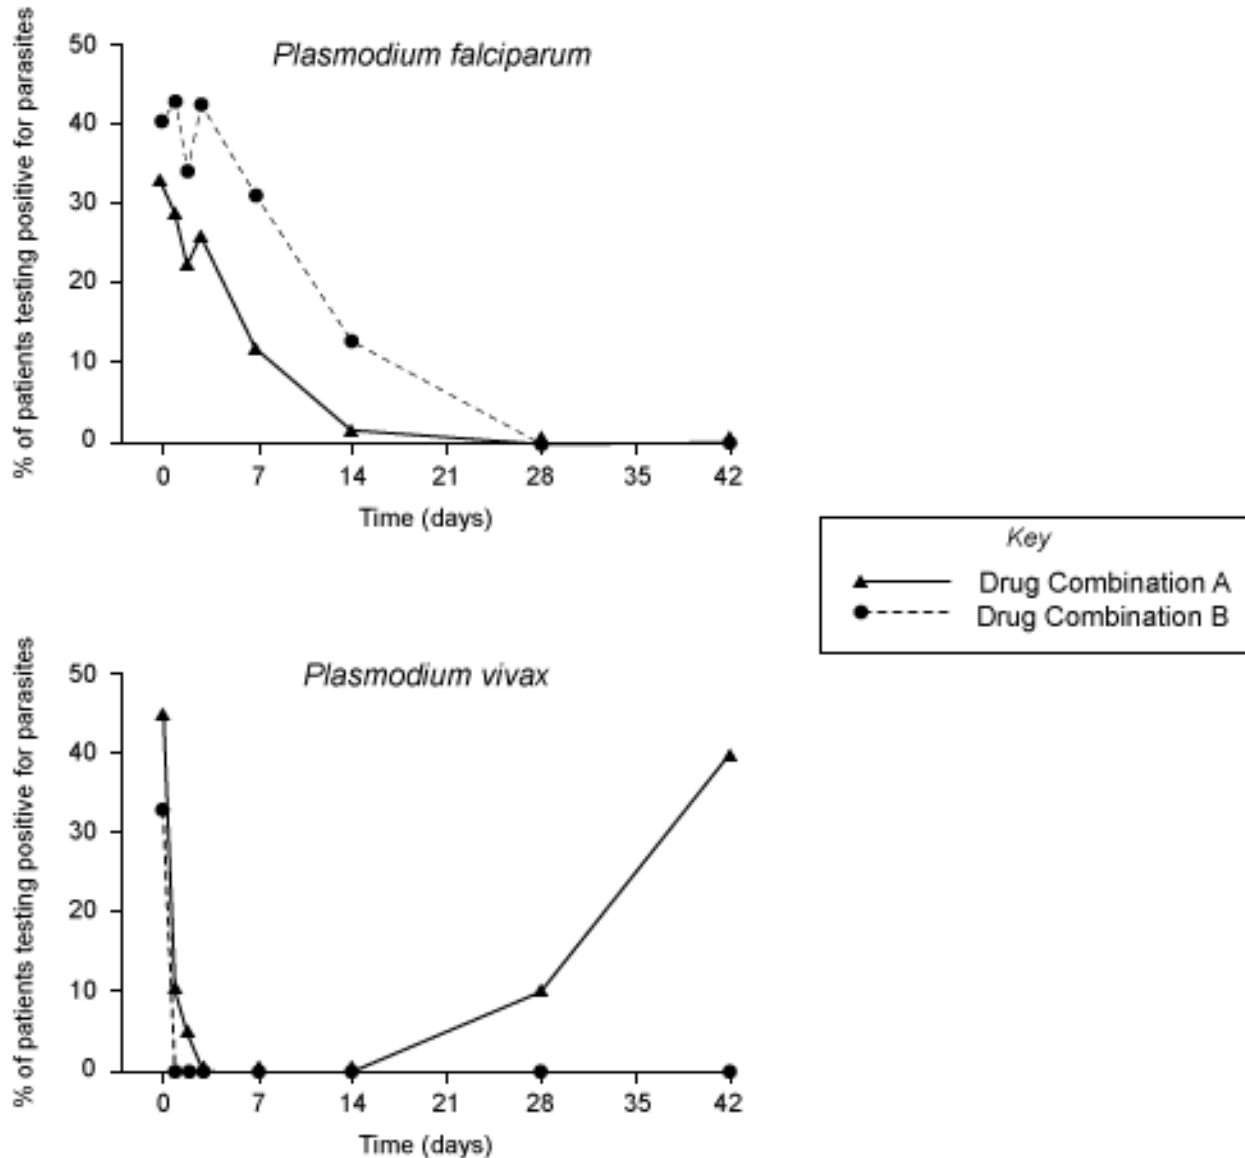 Plasmodium falciparum
% of patients testing positive for parasites
50
40
30
20
10
0
0 7 14 21 28 35 42
Time (days)
Key
Drug Combination A
Drug Combination B
Plasmodium vivax
% of patients testing positive for parasites
50
40
30
20
10
0
0 7 14 21 28 35 42
Time (days)